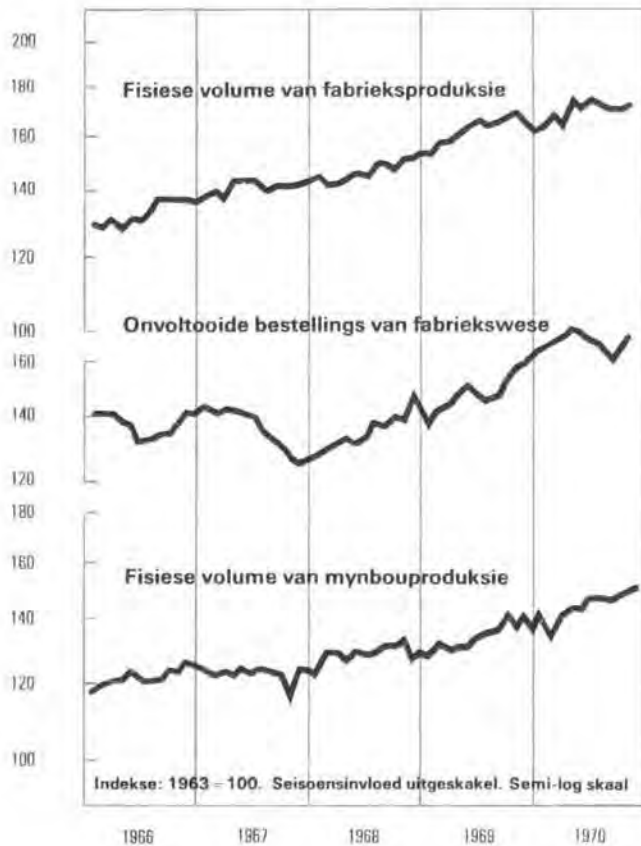 200
180
Fisiese volume van fabrieksproduksie
160
140
120
100
Onvoltooide bestellings van fabriekswese
160
140
120
180
160
Fisiese volume van mynbouproduksie
140
120
100
Indekse: 1963 = 100. Seisoensinvloed uitgeskakel. Semi-log skaal
1966 1967 1968 1969 1970